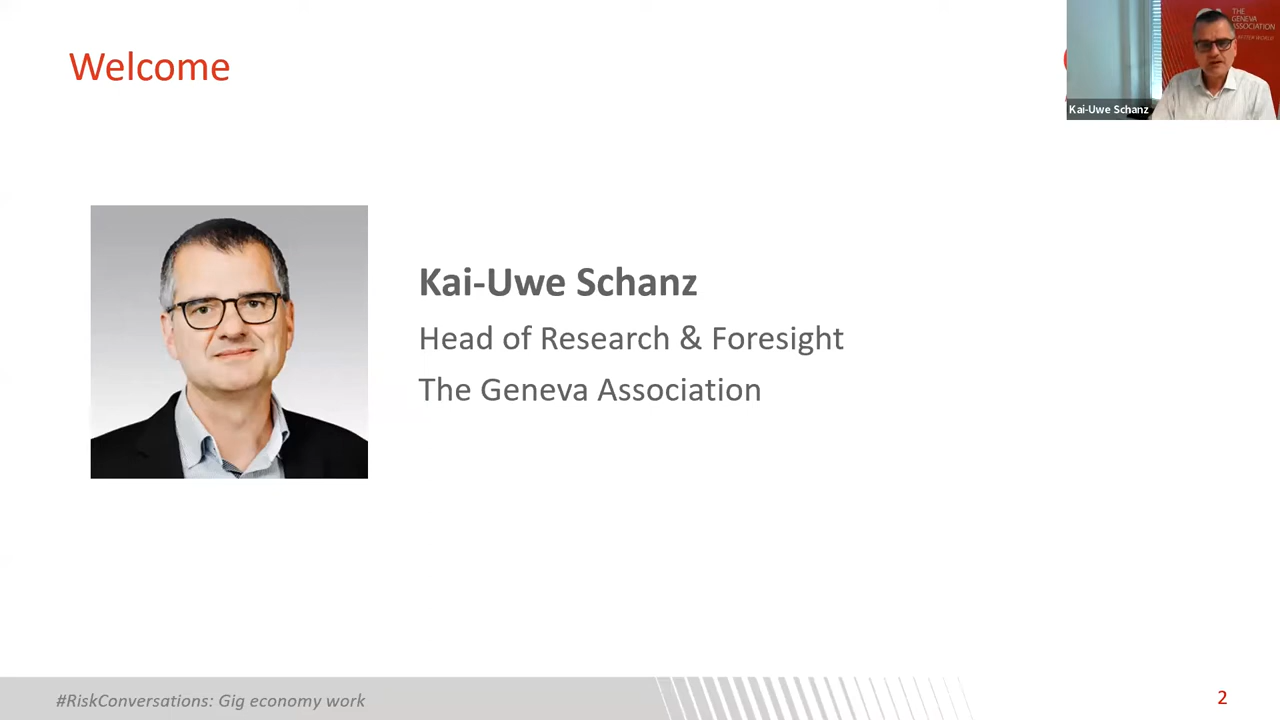 Welcome
THE
GENEVA
ASSOCIATION
Kai-Uwe Schanz
Kai-Uwe Schanz
Head of Research & Foresight
The Geneva Association
#RiskConversations: Gig economy work
2